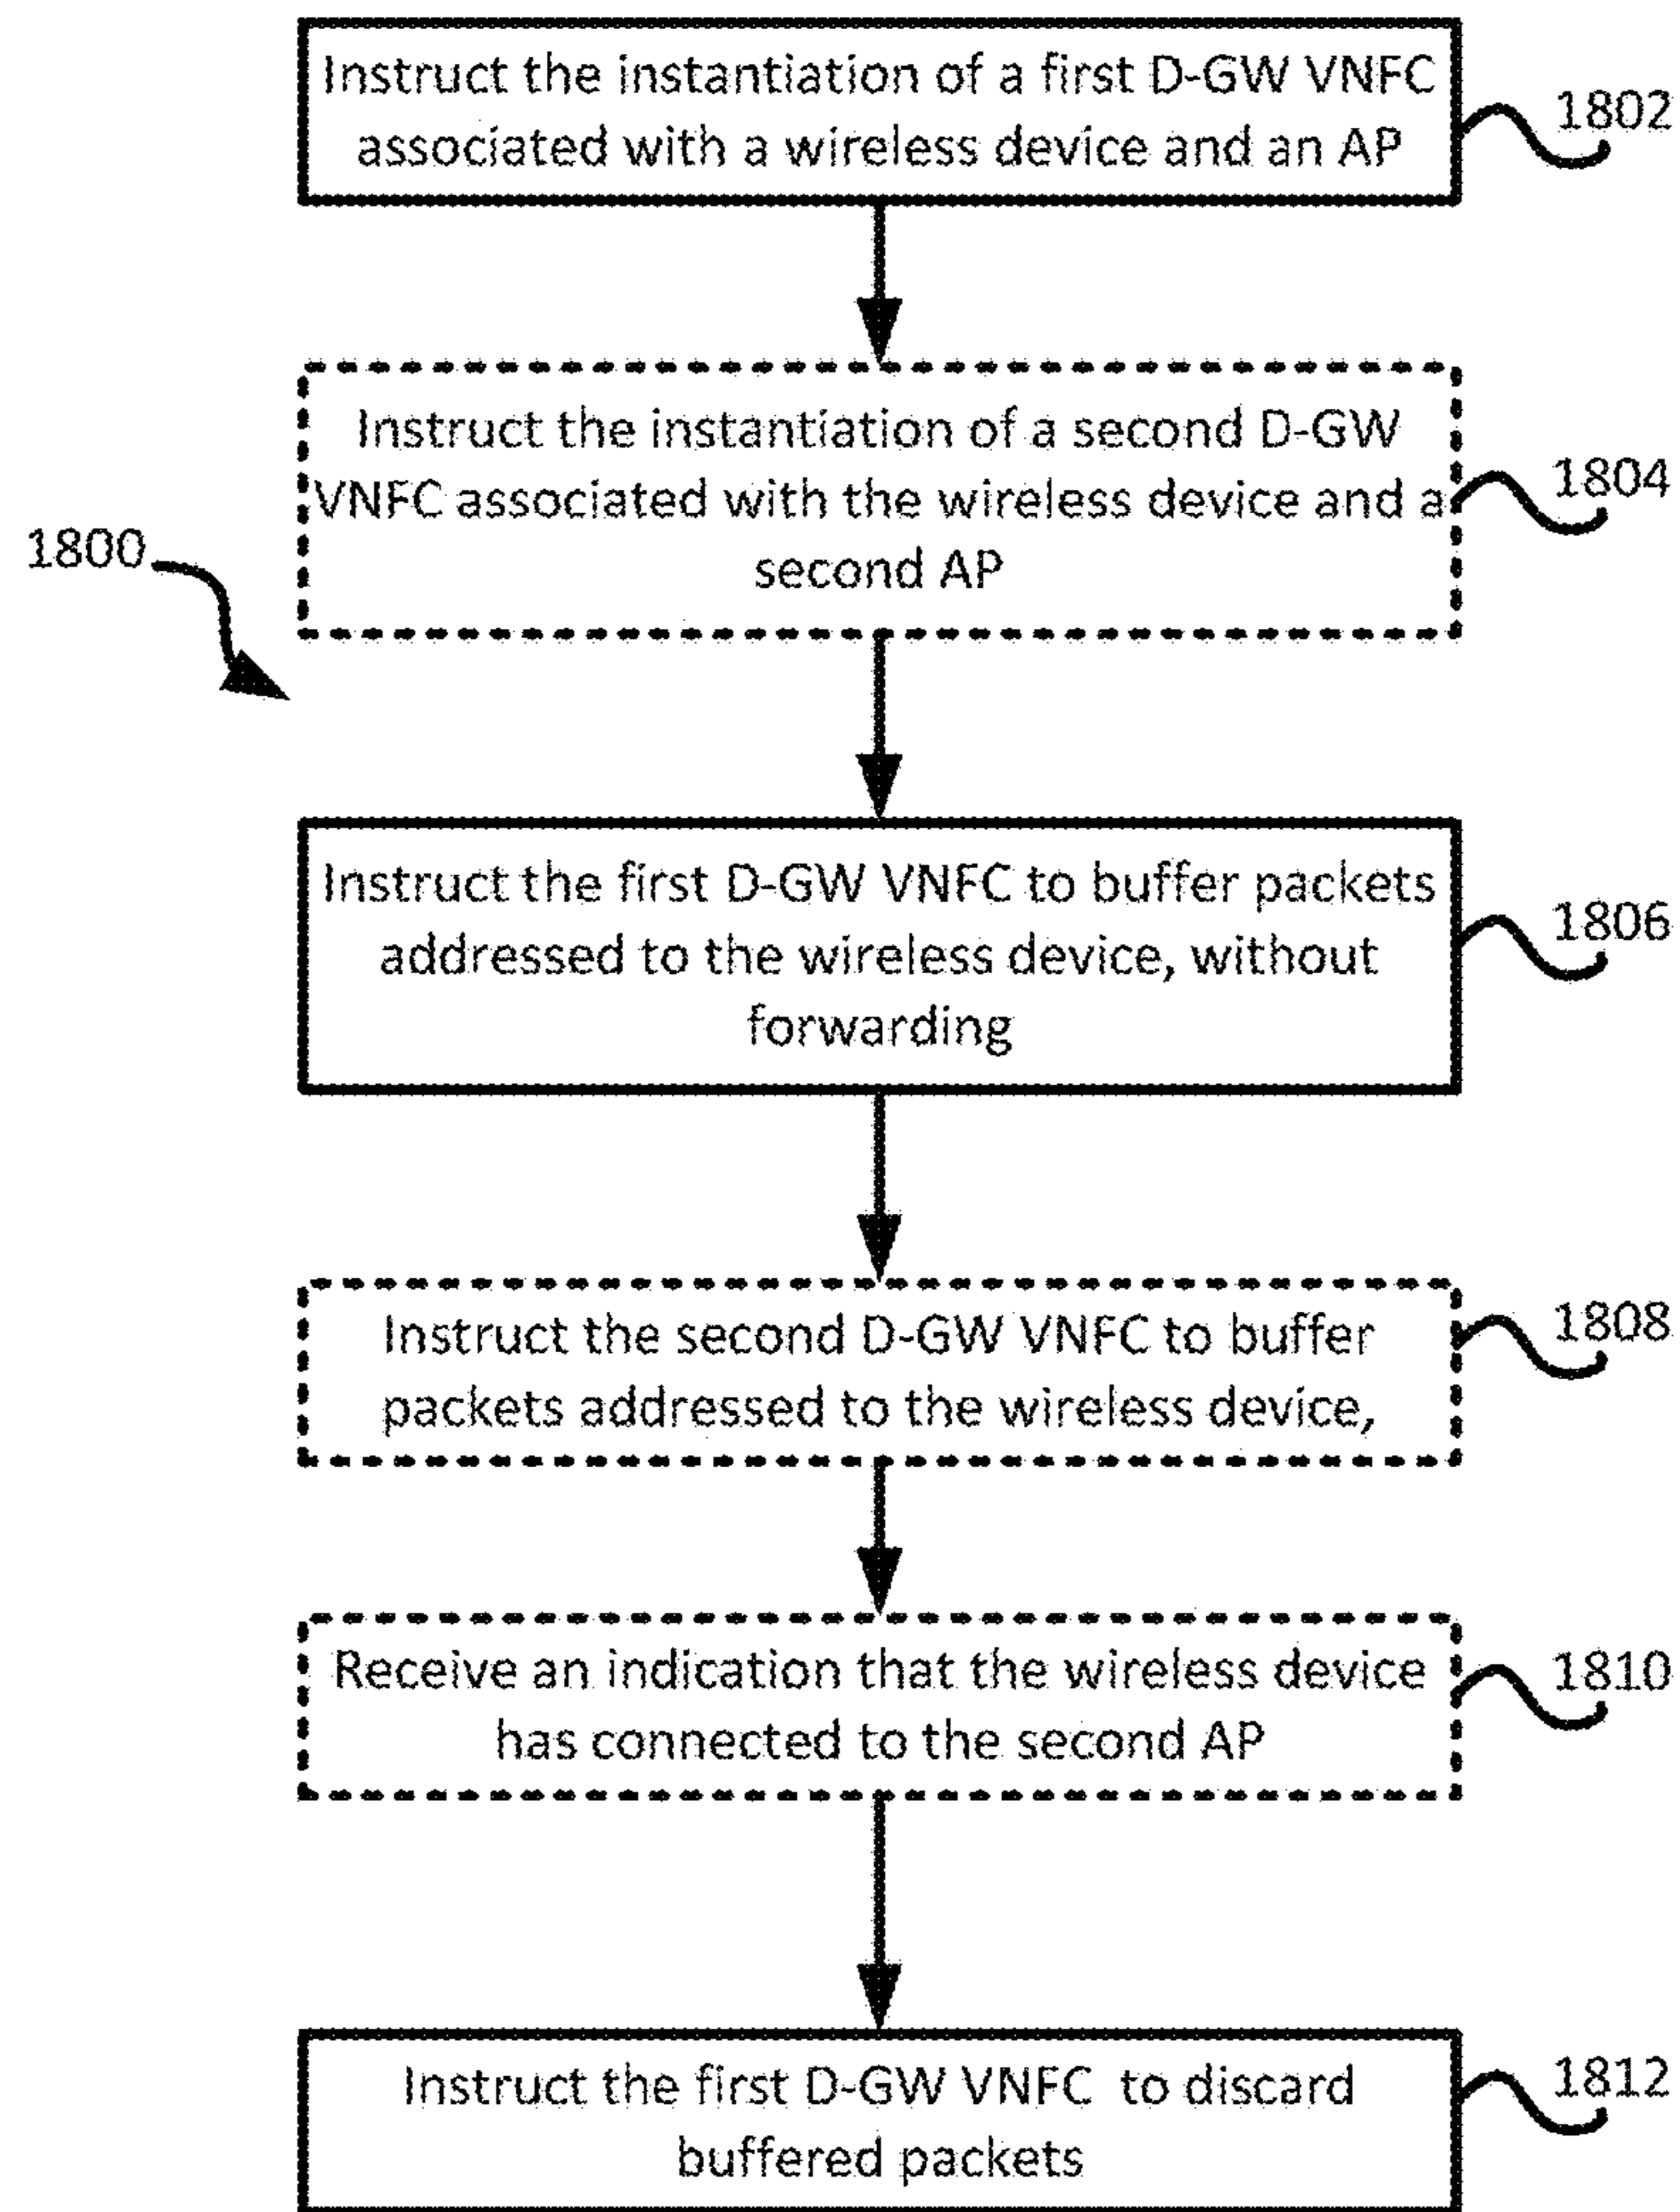 Instruct the instantiation of a first D-GW VNFC
associated with a wireless device and an AP
1802
Instruct the instantiation of a second D-GW
VNFC associated with the wireless device and a
second AP
1804
1800
Instruct the first D-GW VNFC to buffer packets
addressed to the wireless device, without
forwarding
1806
Instruct the second D-GW VNFC to buffer
packets addressed to the wireless device,
1808
Receive an indication that the wireless device
has connected to the second AP
1810
Instruct the first D-GW VNFC to discard
buffered packets
1812